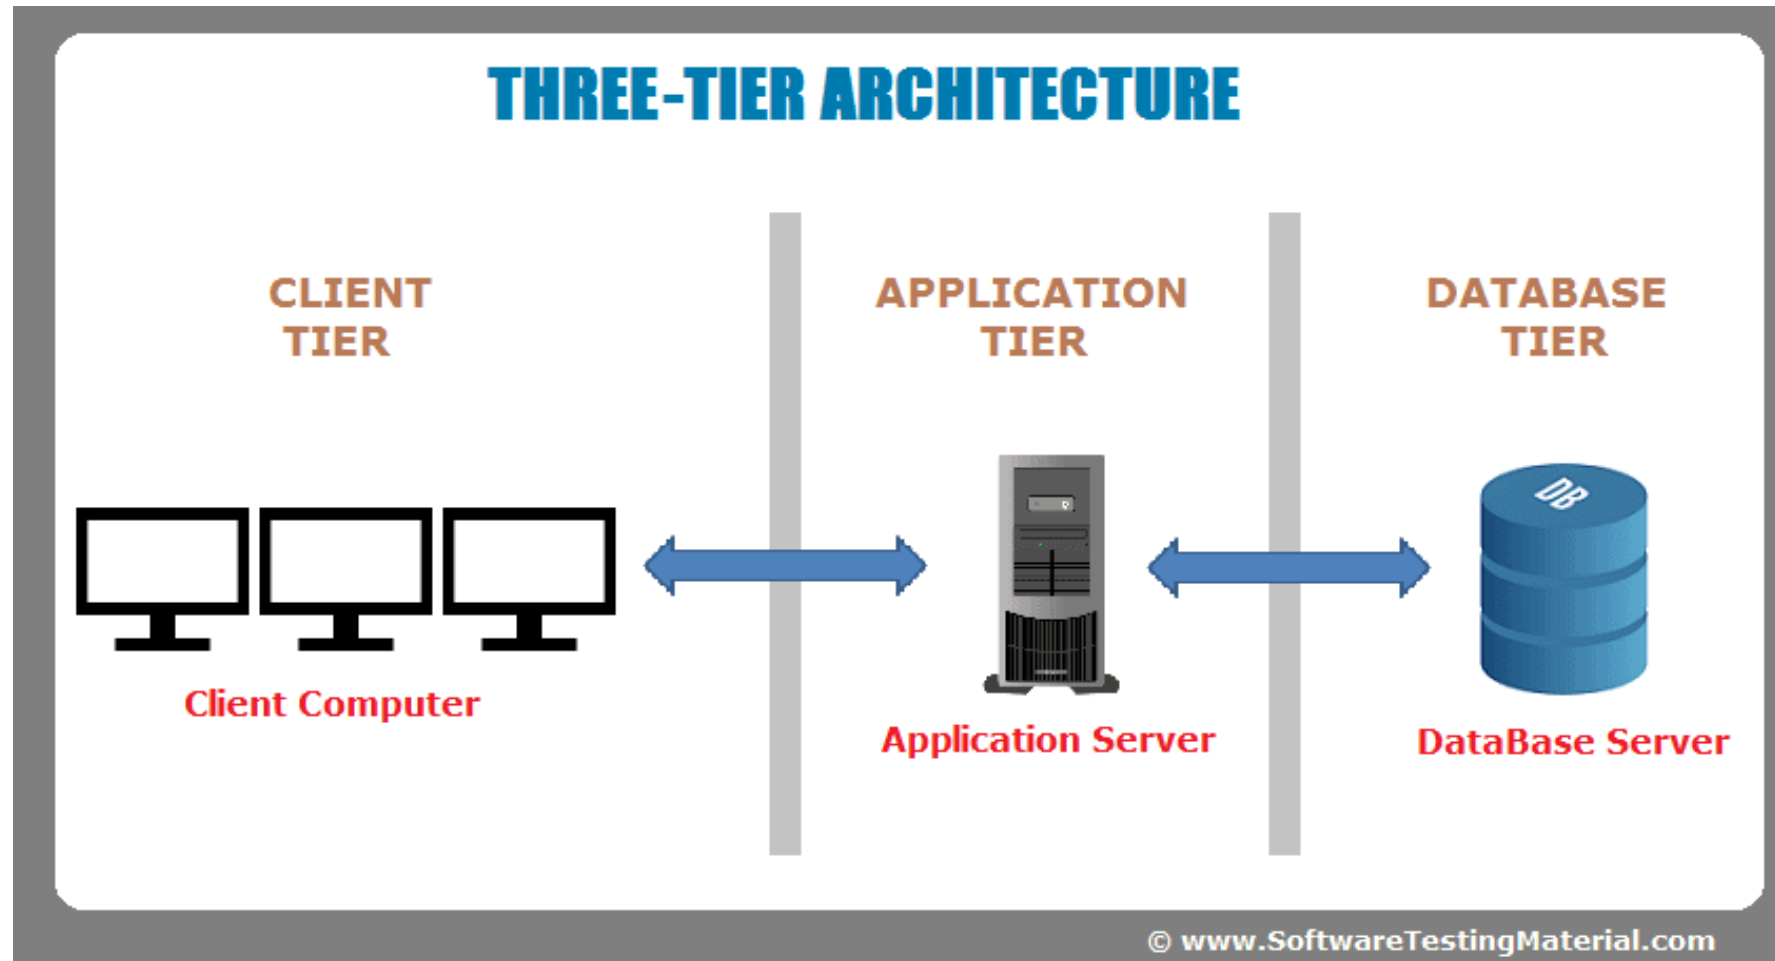 THREE-TIER ARCHITECTURE
CLIENT
TIER
APPLICATION
TIER
DATABASE
TIER
DB
Client Computer
Application Server
DataBase Server
© www.SoftwareTestingMaterial.com